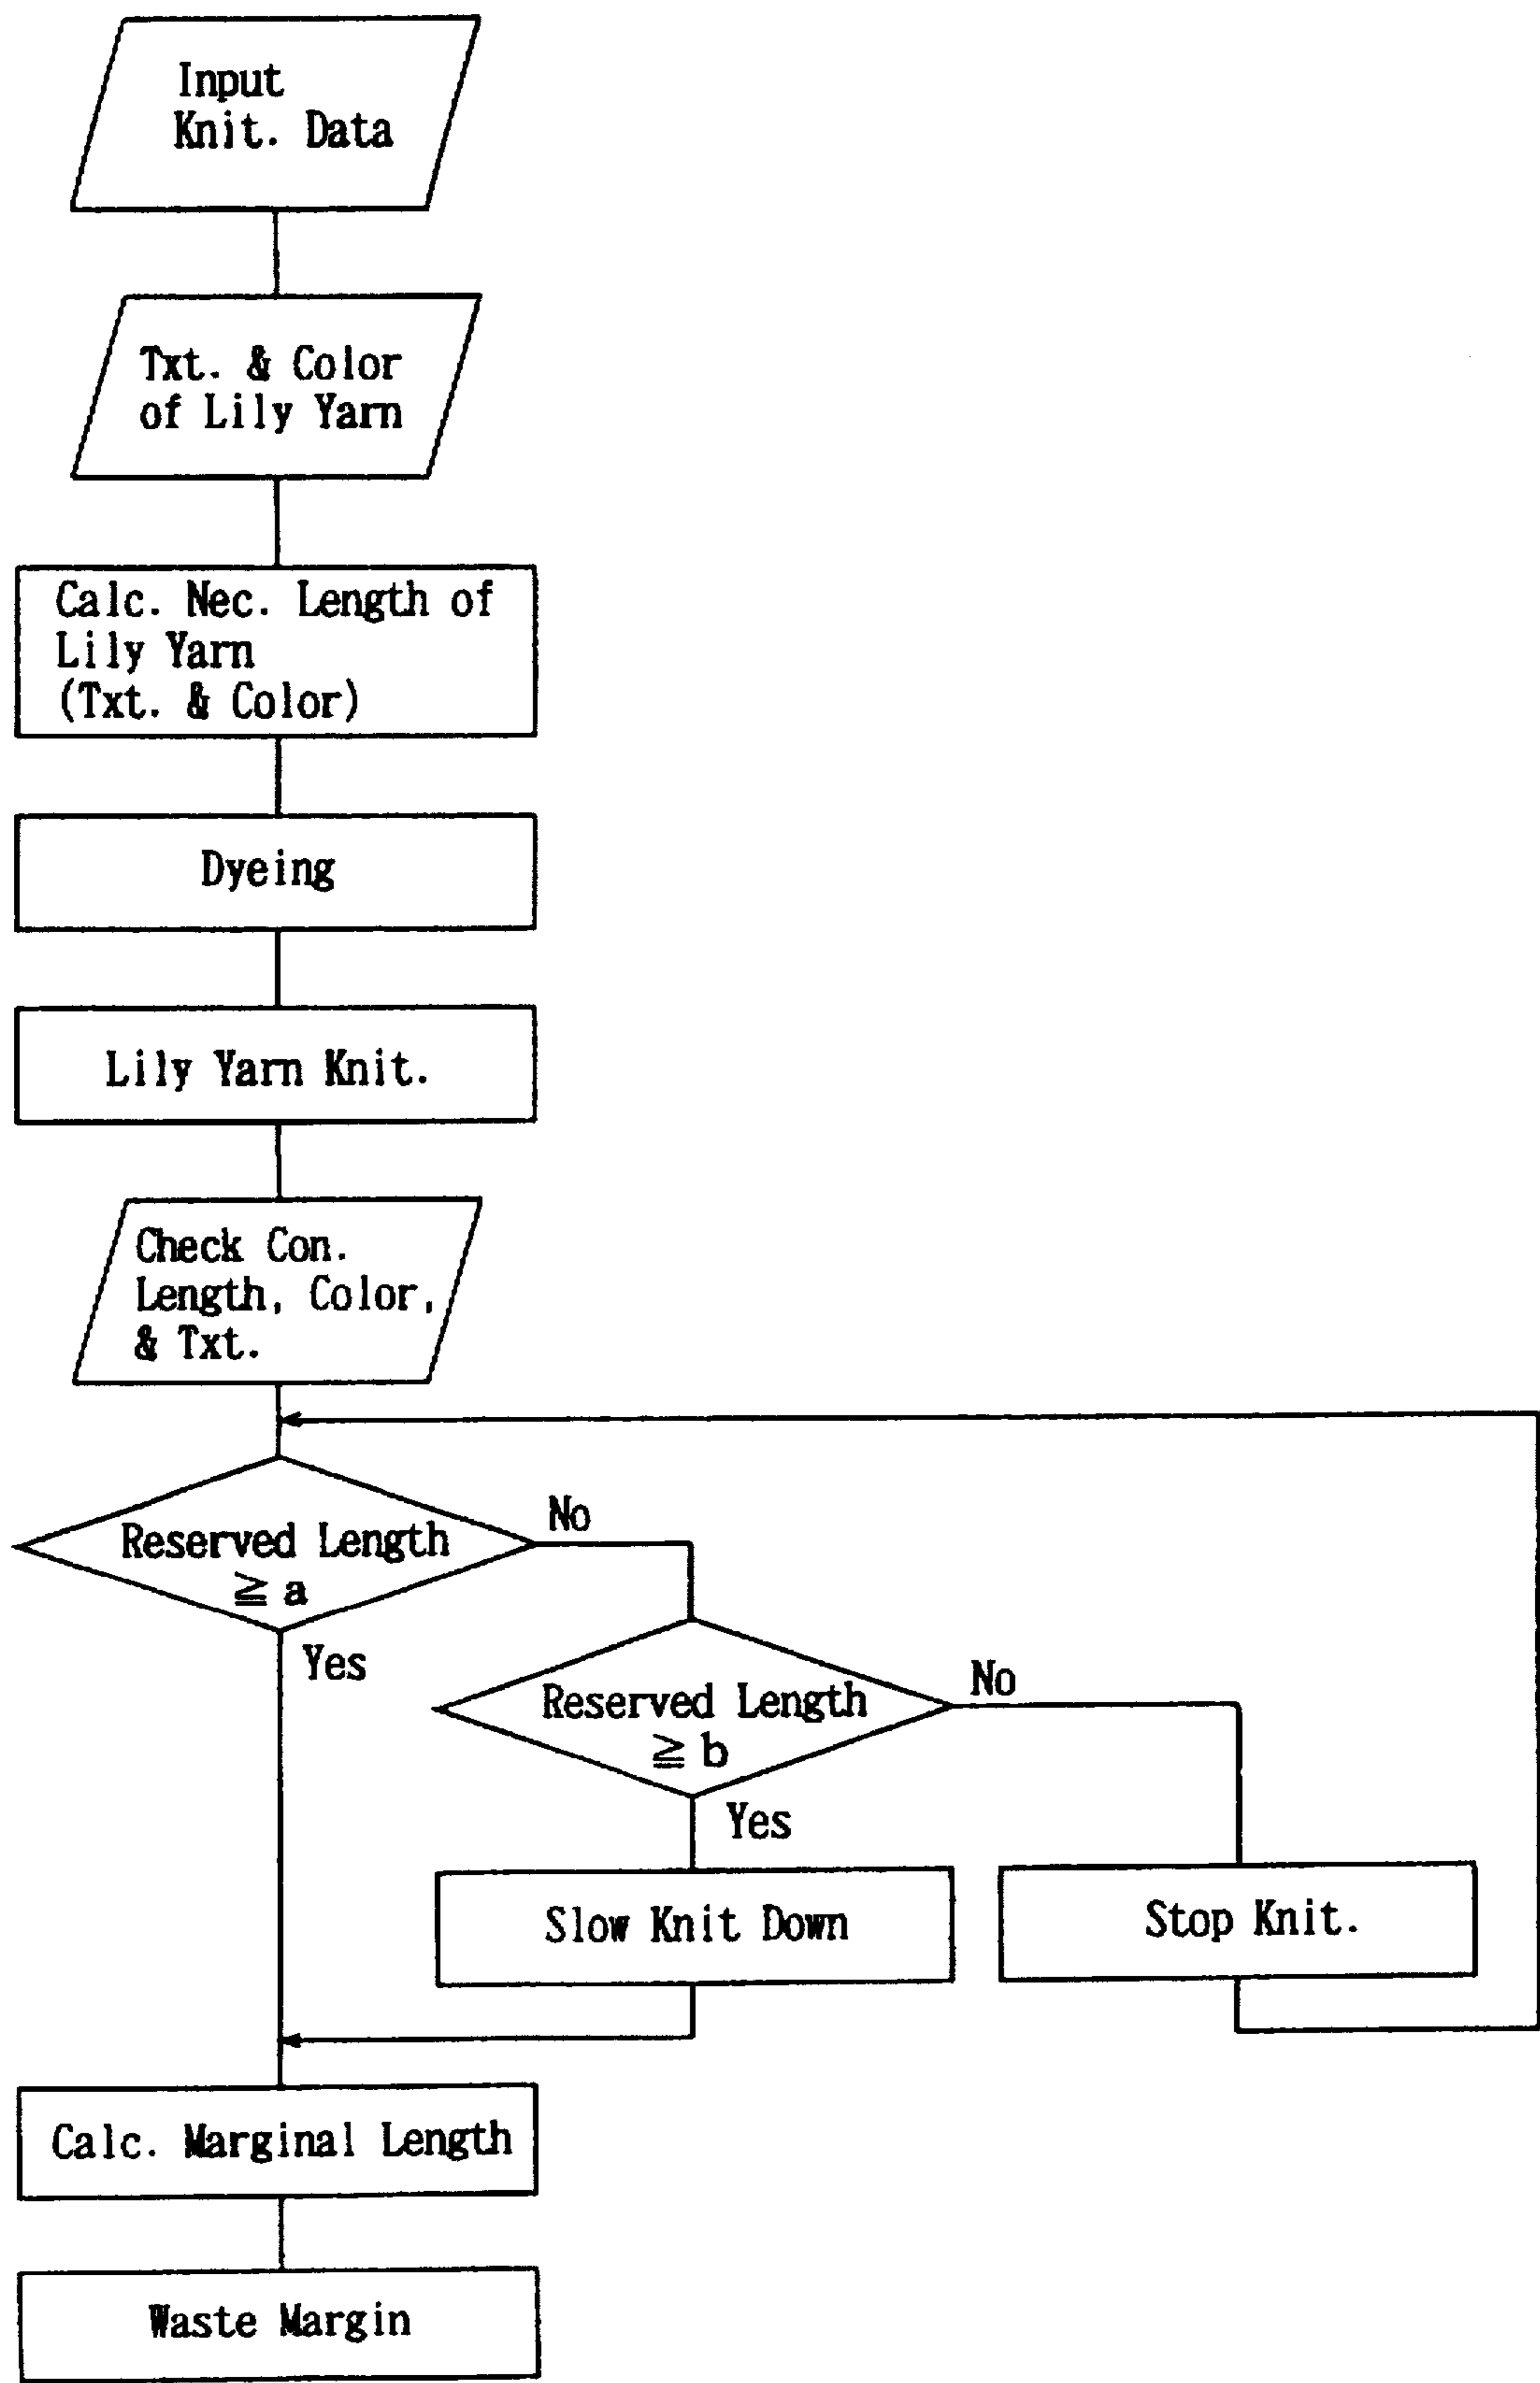 Input
Knit. Data
Txt. & Color
of Lily Yarn
Calc. Nec. Length of
Lily Yarn
(Txt. & Color)
Dyeing
Lily Yarn Knit.
Check Con.
Length, Color,
& Txt.
Reserved Length
≧ a
No
Yes
Reserved Length
≧ b
No
Yes
Slow Knit Down
Stop Knit.
Calc. Marginal Length
Waste Margin